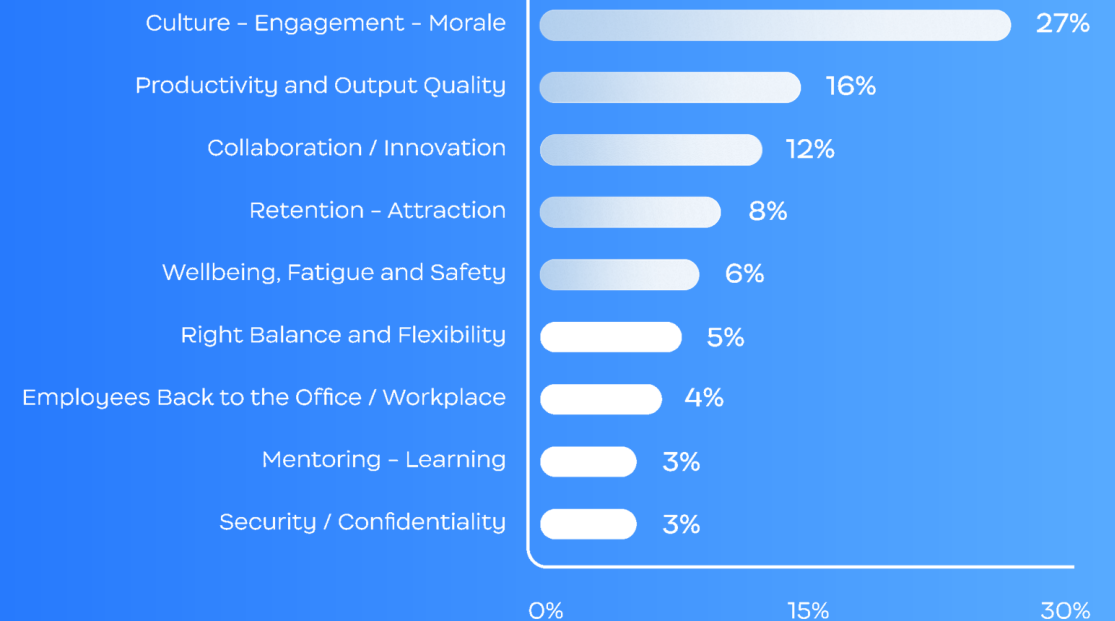 Culture – Engagement – Morale 27%
Productivity and Output Quality 16%
Collaboration / Innovation 12%
Retention – Attraction 8%
Wellbeing, Fatigue and Safety 6%
Right Balance and Flexibility 5%
Employees Back to the Office / Workplace 4%
Mentoring – Learning 3%
Security / Confidentiality 3%
0% 15% 30%